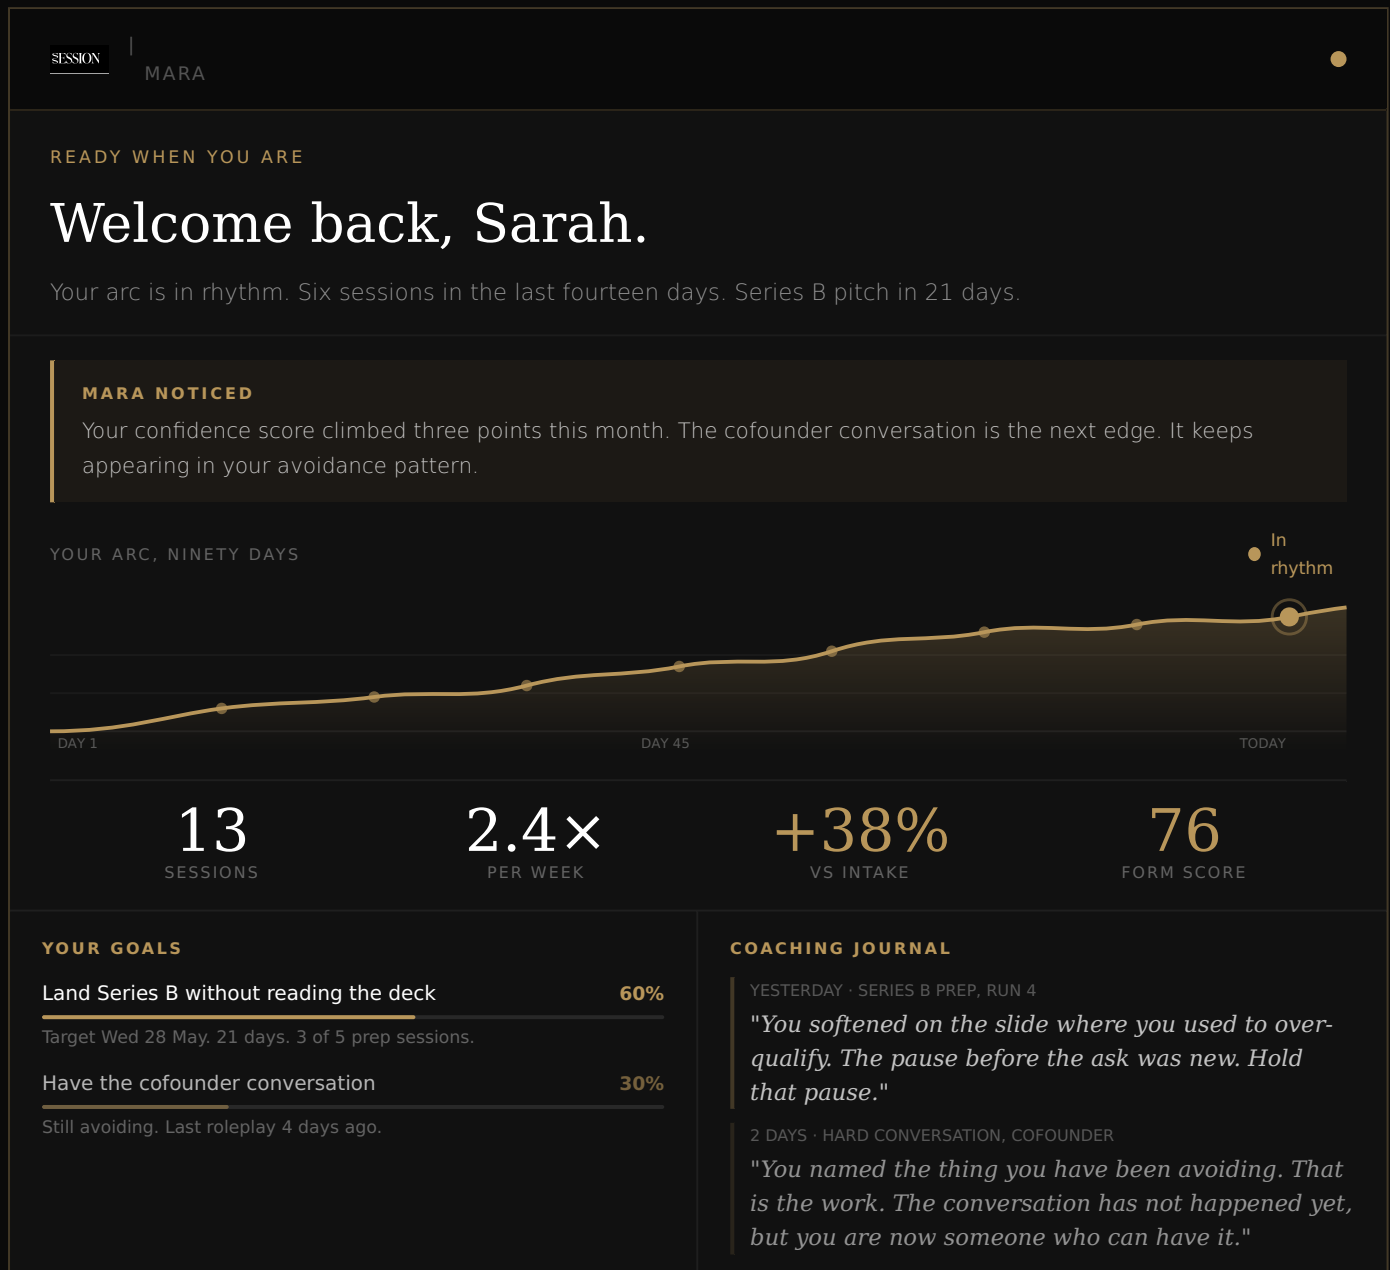 SESSION
|
MARA
READY WHEN YOU ARE
Welcome back, Sarah.
Your arc is in rhythm. Six sessions in the last fourteen days. Series B pitch in 21 days.
MARA NOTICED
Your confidence score climbed three points this month. The cofounder conversation is the next edge. It keeps
appearing in your avoidance pattern.
YOUR ARC, NINETY DAYS
In
rhythm
DAY 1
DAY 45
TODAY
13
SESSIONS
2.4×
PER WEEK
+38%
VS INTAKE
76
FORM SCORE
YOUR GOALS
Land Series B without reading the deck
60%
Target Wed 28 May. 21 days. 3 of 5 prep sessions.
Have the cofounder conversation
30%
Still avoiding. Last roleplay 4 days ago.
COACHING JOURNAL
YESTERDAY · SERIES B PREP, RUN 4
"You softened on the slide where you used to over-
qualify. The pause before the ask was new. Hold
that pause."
2 DAYS · HARD CONVERSATION, COFOUNDER
"You named the thing you have been avoiding. That
is the work. The conversation has not happened yet,
but you are now someone who can have it."